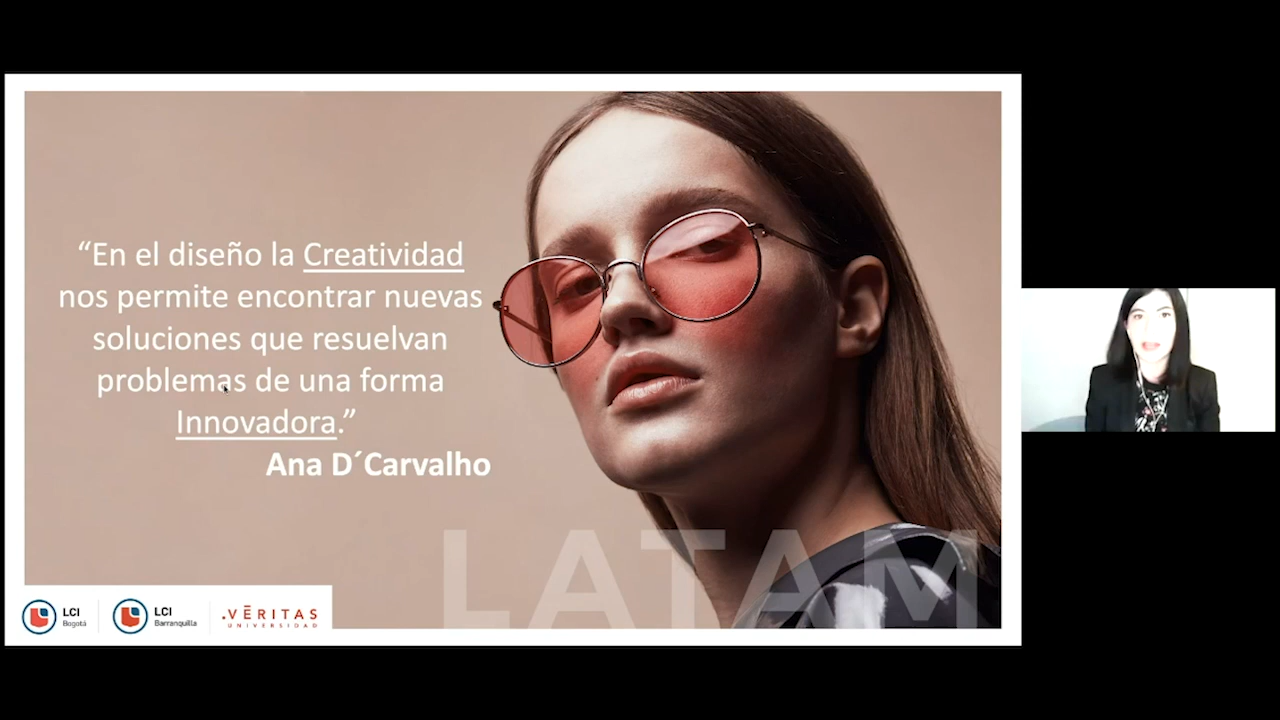 “En el diseño la Creatividad
nos permite encontrar nuevas
soluciones que resuelvan
problemas de una forma
Innovadora.”
Ana D´Carvalho
LATAM
LCI
Bogotá
LCI
Barranquilla
.VĒRITAS
UNIVERSIDAD